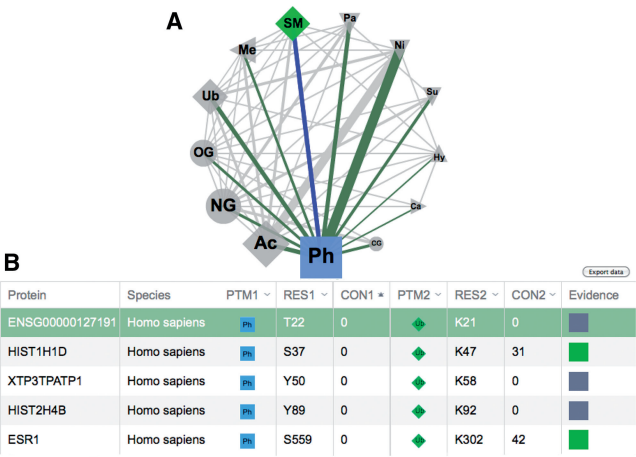 A
SM
Pa
Me
Ni
Ub
Su
OG
Hy
NG
Ca
Ac
CG
Ph
B
Export data
Protein Species PTM1 RES1 CON1 PTM2 RES2 CON2 Evidence
ENSG00000127191 Homo sapiens Ph T22 0 Ub K21 0
HIST1H1D Homo sapiens Ph S37 0 Ub K47 31
XTP3TPATP1 Homo sapiens Ph Y50 0 Ub K58 0
HIST2H4B Homo sapiens Ph Y89 0 Ub K92 0
ESR1 Homo sapiens Ph S559 0 Ub K302 42